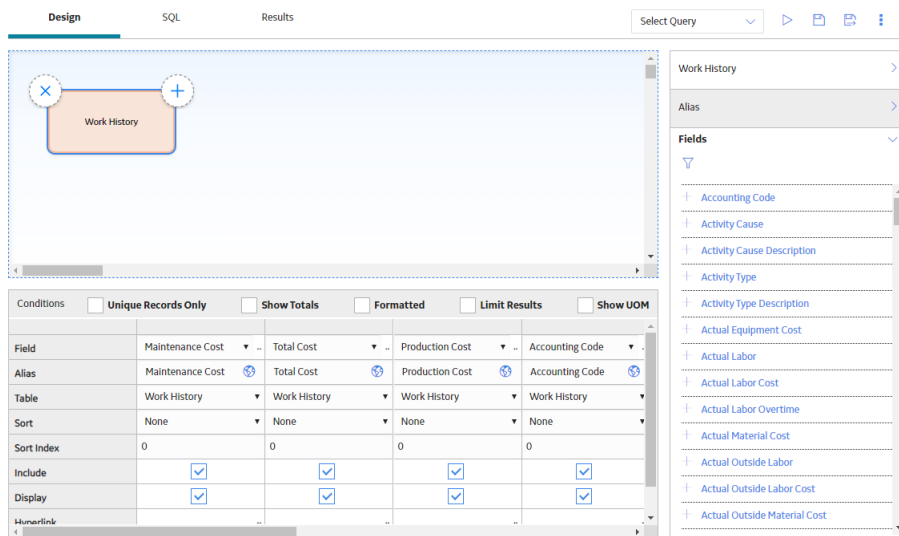 Design SQL Results Select Query
Work History
Work History
Alias
Fields
Accounting Code
Activity Cause
Activity Cause Description
Activity Type
Activity Type Description
Actual Equipment Cost
Actual Labor
Actual Labor Cost
Actual Labor Overtime
Actual Material Cost
Actual Outside Labor
Actual Outside Labor Cost
Actual Outside Material Cost
Conditions Unique Records Only Show Totals Formatted Limit Results Show UOM
Field Maintenance Cost .. Total Cost .. Production Cost .. Accounting Code .
Alias Maintenance Cost Total Cost Production Cost Accounting Code
Table Work History Work History Work History Work History
Sort None None None None
Sort Index 0 0 0 0
Include
Display
Hyperlink .. .. .. .